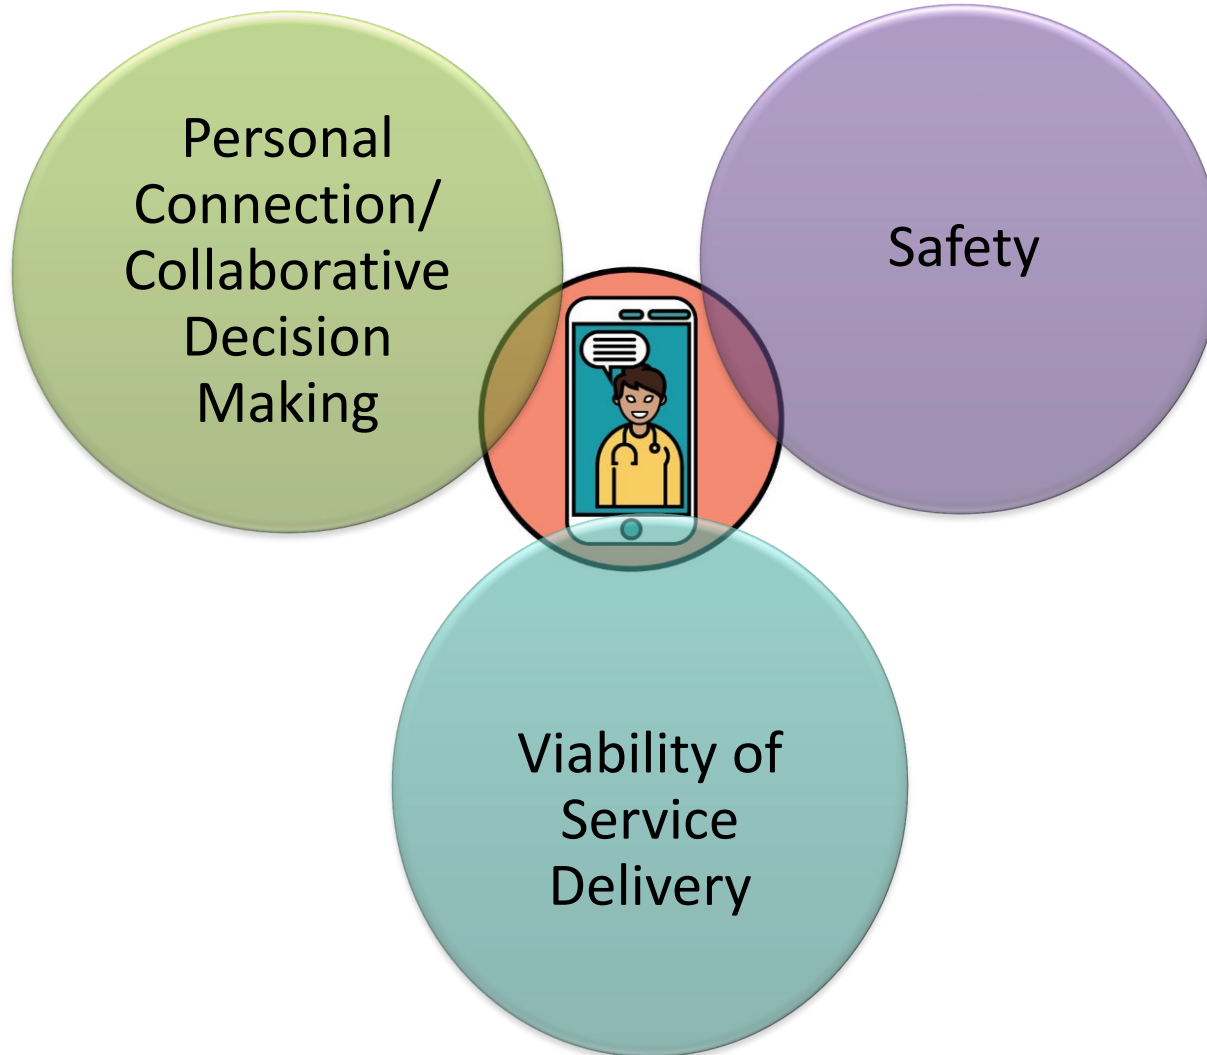 Personal
Connection/
Collaborative
Decision
Making
Safety
Viability of
Service
Delivery